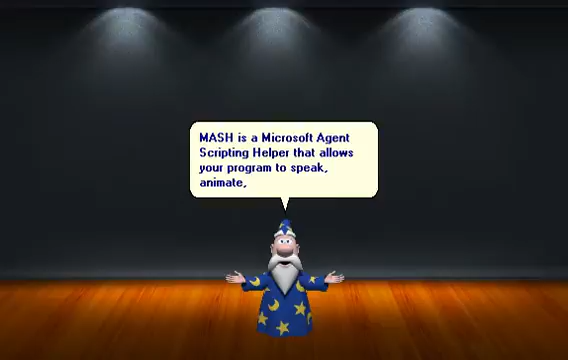 MASH is a Microsoft Agent
Scripting Helper that allows
your program to speak,
animate,